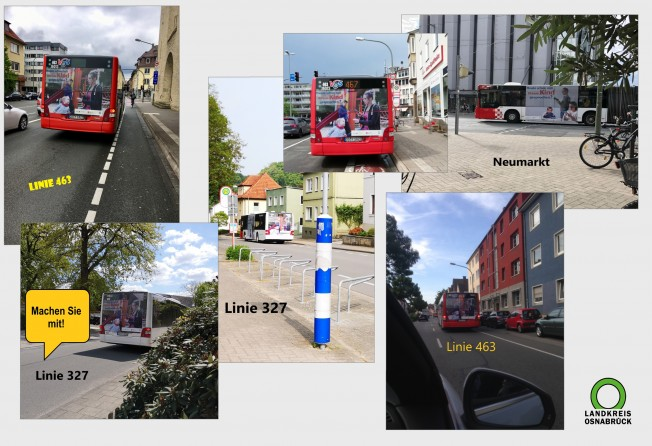 LINIE 463
Neumarkt
Linie 327
Machen Sie
mit!
Linie 327
Linie 463
LANDKREIS
OSNABRÜCK